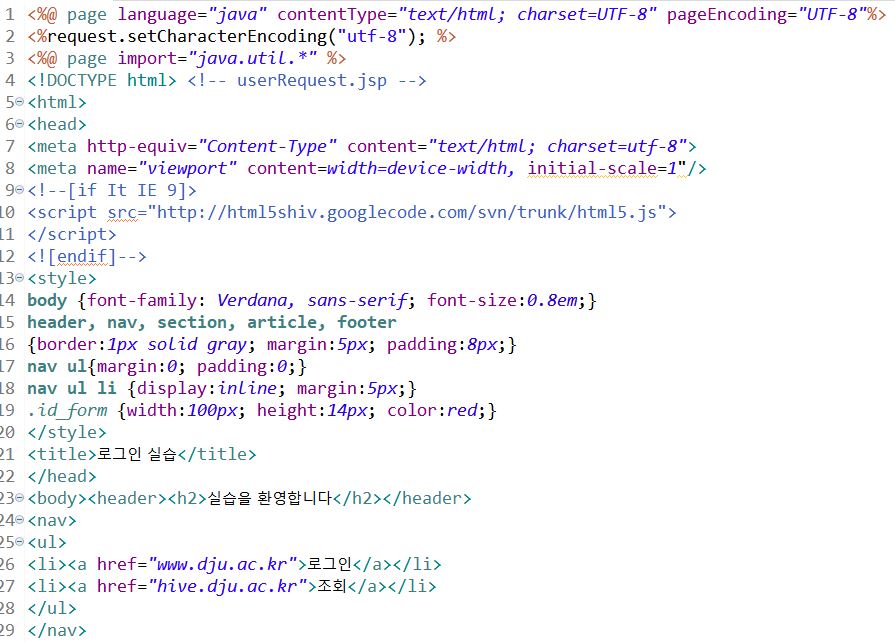 1 <%@ page language="java" contentType="text/html; charset=UTF-8" pageEncoding="UTF-8"%>
2 <%request.setCharacterEncoding("utf-8"); %>
3 <%@ page import="java.util.*" %>
4 <!DOCTYPE html> <!-- userRequest.jsp -->
5 <html>
6 <head>
7 <meta http-equiv="Content-Type" content="text/html; charset=utf-8">
8 <meta name="viewport" content=width=device-width, initial-scale=1"/>
9 <!--[if It IE 9]>
10 <script src="http://html5shiv.googlecode.com/svn/trunk/html5.js">
11 </script>
12 <![endif]-->
13 <style>
14 body {font-family: Verdana, sans-serif; font-size:0.8em;}
15 header, nav, section, article, footer
16 {border:1px solid gray; margin:5px; padding:8px;}
17 nav ul{margin:0; padding:0;}
18 nav ul li {display:inline; margin:5px;}
19 .id_form {width:100px; height:14px; color:red;}
20 </style>
21 <title>로그인 실습</title>
22 </head>
23 <body><header><h2>실습을 환영합니다</h2></header>
24 <nav>
25 <ul>
26 <li><a href="www.dju.ac.kr">로그인</a></li>
27 <li><a href="hive.dju.ac.kr">조회</a></li>
28 </ul>
29 </nav>